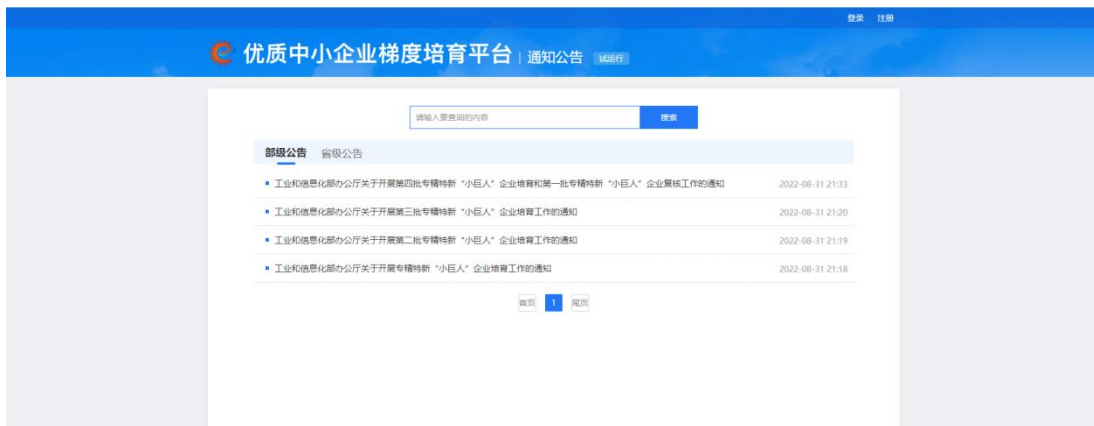 登录 注册
优质中小企业梯度培育平台 | 通知公告 试运行
请输入要查询的内容 搜索
部级公告 省级公告
工业和信息化部办公厅关于开展第四批专精特新“小巨人”企业培育和第一批专精特新“小巨人”企业复核工作的通知 2022-08-31 21:33
工业和信息化部办公厅关于开展第三批专精特新“小巨人”企业培育工作的通知 2022-08-31 21:20
工业和信息化部办公厅关于开展第二批专精特新“小巨人”企业培育工作的通知 2022-08-31 21:19
工业和信息化部办公厅关于开展专精特新“小巨人”企业培育工作的通知 2022-08-31 21:18
首页 1 尾页